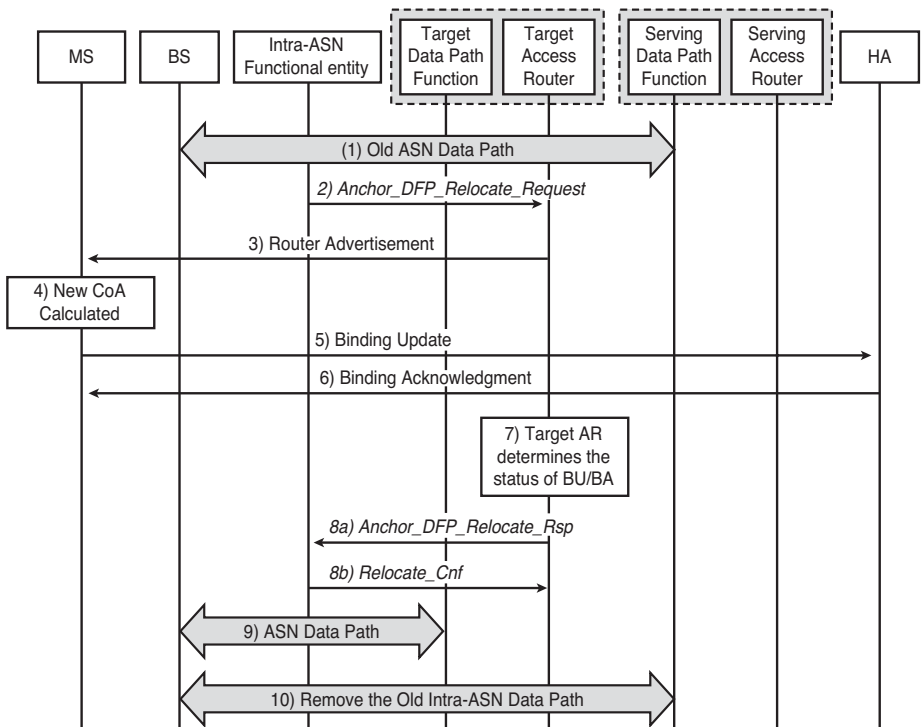 MS
BS
Intra-ASN
Functional entity
Target
Data Path
Function
Target
Access
Router
Serving
Data Path
Function
Serving
Access
Router
HA
(1) Old ASN Data Path
2) Anchor_DFP_Relocate_Request
3) Router Advertisement
4) New CoA
Calculated
5) Binding Update
6) Binding Acknowledgment
7) Target AR
determines the
status of BU/BA
8a) Anchor_DFP_Relocate_Rsp
8b) Relocate_Cnf
9) ASN Data Path
10) Remove the Old Intra-ASN Data Path